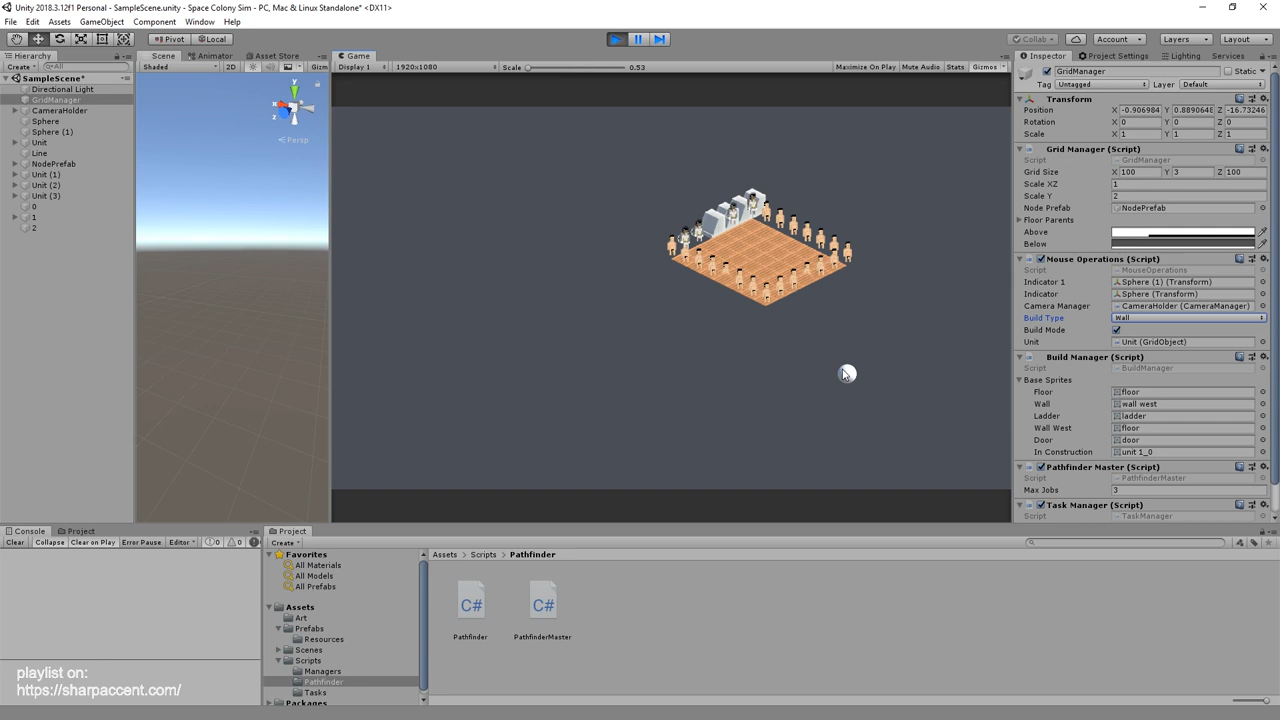 Unity 2018.3.12f1 Personal - SampleScene.unity - Space Colony Sim - PC, Mac & Linux Standalone* <DX11>
File Edit Assets GameObject Component Window Help
Pivot Local Collab Account Layers Layout
Hierarchy
Create All
SampleScene*
Directional Light
GridManager
CameraHolder
Sphere
Sphere (1)
Unit
Line
NodePrefab
Unit (1)
Unit (2)
Unit (3)
0
1
2
Scene Animator Asset Store
Shaded 2D Gizm
y
x
z
Persp
Game
Display 1 1920x1080 Scale 0.53 Maximize On Play Mute Audio Stats Gizmos
Inspector Project Settings Lighting Services
GridManager Static
Tag Untagged Layer Default
Transform
Position X -0.906984 Y 0.8890648 Z -16.73246
Rotation X 0 Y 0 Z 0
Scale X 1 Y 1 Z 1
Grid Manager (Script)
Script GridManager
Grid Size X 100 Y 3 Z 100
Scale XZ 1
Scale Y 2
Node Prefab NodePrefab
Floor Parents
Above
Below
Mouse Operations (Script)
Script MouseOperations
Indicator 1 Sphere (1) (Transform)
Indicator Sphere (Transform)
Camera Manager CameraHolder (CameraManager)
Build Type Wall
Build Mode
Unit Unit (GridObject)
Build Manager (Script)
Script BuildManager
Base Sprites
Floor floor
Wall wall west
Ladder ladder
Wall West floor
Door door
In Construction unit 1_0
Pathfinder Master (Script)
Script PathfinderMaster
Max Jobs 3
Task Manager (Script)
Script TaskManager
Console Project
Clear Collapse Clear on Play Error Pause Editor 0 0
playlist on:
https://sharpaccent.com/
Project
Create
Favorites
All Materials
All Models
All Prefabs
Assets
Art
Prefabs
Resources
Scenes
Scripts
Managers
Pathfinder
Tasks
Packages
Assets Scripts Pathfinder
C# C#
Pathfinder PathfinderMaster